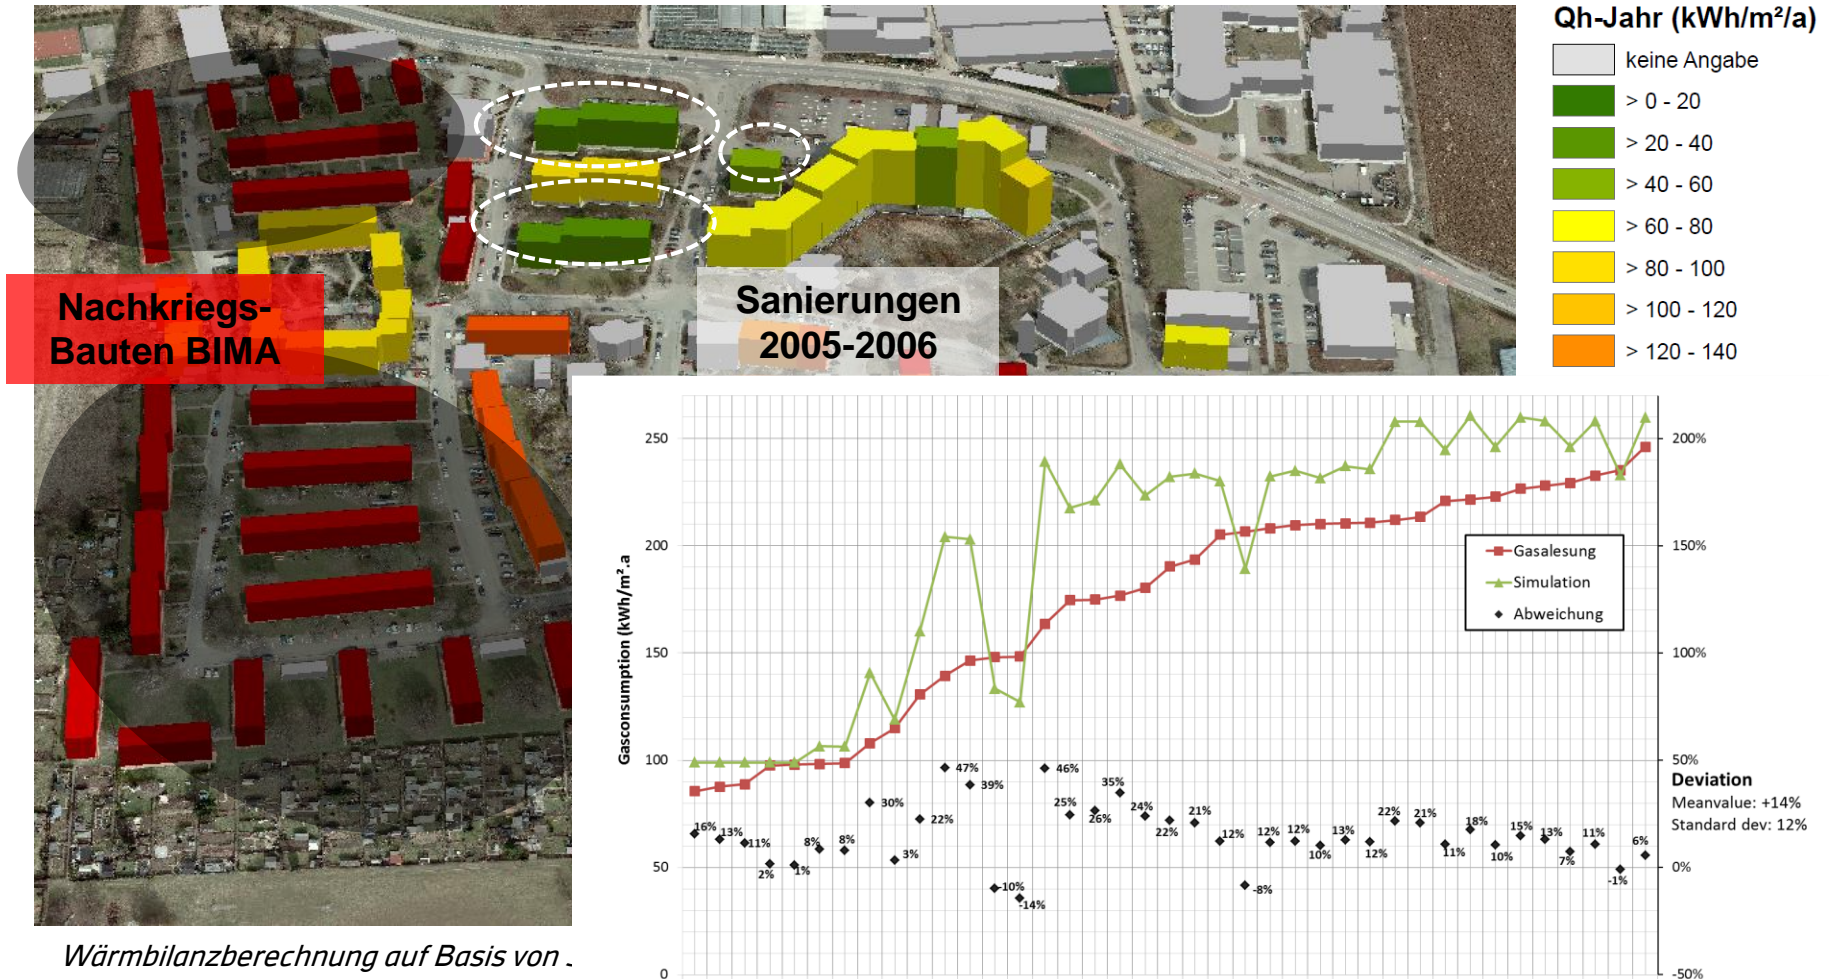 Qh-Jahr (kWh/m²/a)
keine Angabe
> 0 - 20
> 20 - 40
> 40 - 60
> 60 - 80
> 80 - 100
> 100 - 120
> 120 - 140
Nachkriegs-
Bauten BIMA
Sanierungen
2005-2006
Gasconsumption (kWh/m².a
250
200
150
100
50
0
200%
150%
100%
50%
0%
-50%
Gasalesung
Simulation
Abweichung
16%
13%
11%
2%
1%
8%
8%
30%
3%
22%
47%
39%
-10%
-14%
46%
25%
26%
35%
24%
22%
21%
12%
-8%
12%
12%
10%
13%
12%
22%
21%
11%
18%
10%
15%
13%
7%
11%
-1%
6%
Deviation
Meanvalue: +14%
Standard dev: 12%
Wärmbilanzberechnung auf Basis von